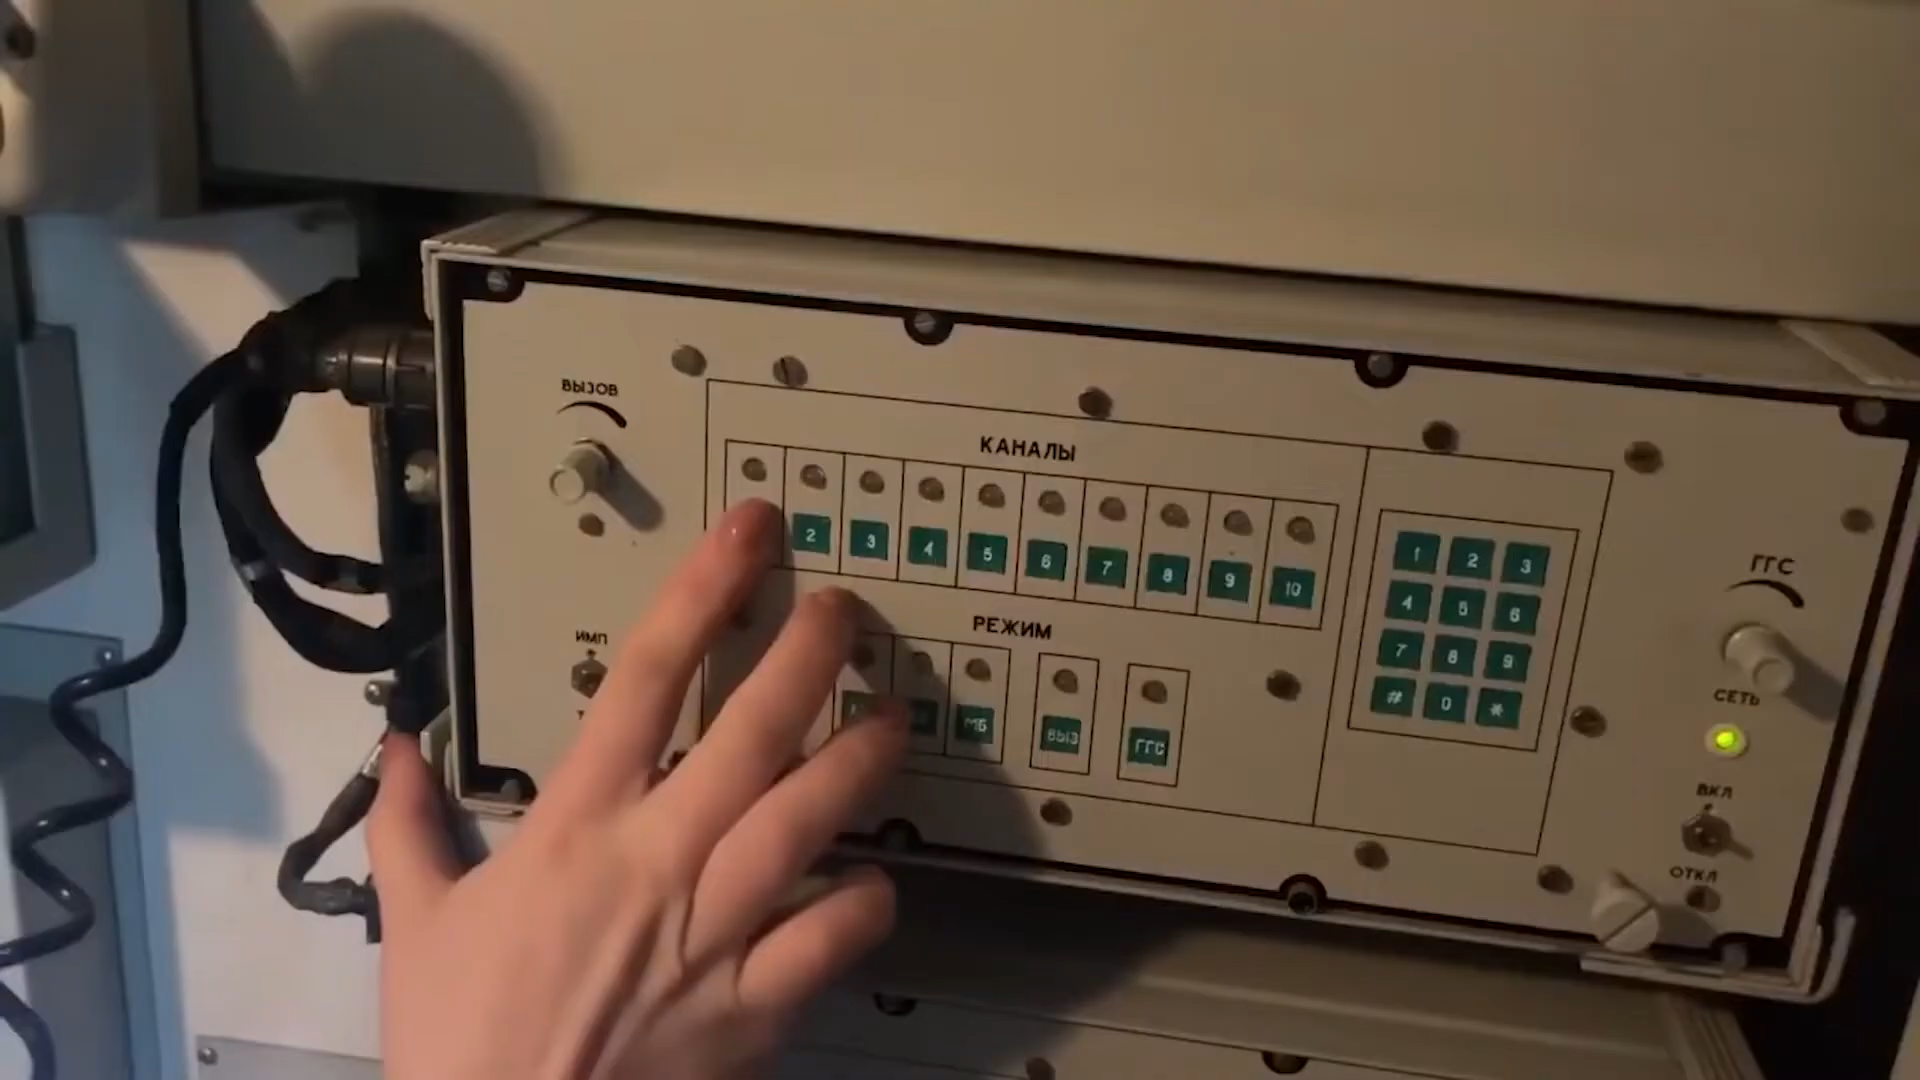 ВЫЗОВ
КАНАЛЫ
2 3 4 5 6 7 8 9 10
РЕЖИМ
ИМП
МБ
ВЫЗ
ГГС
1 2 3
4 5 6
7 8 9
# 0 *
ГГС
СЕТЬ
ВКЛ
ОТКЛ